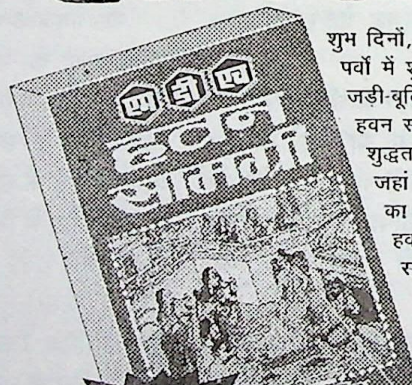 एम डी एच
हवन
सामग्री
शुभ दिनों,
पर्वो में
जड़ी-बूि
हवन
शुद्धत
जहां
का
हव